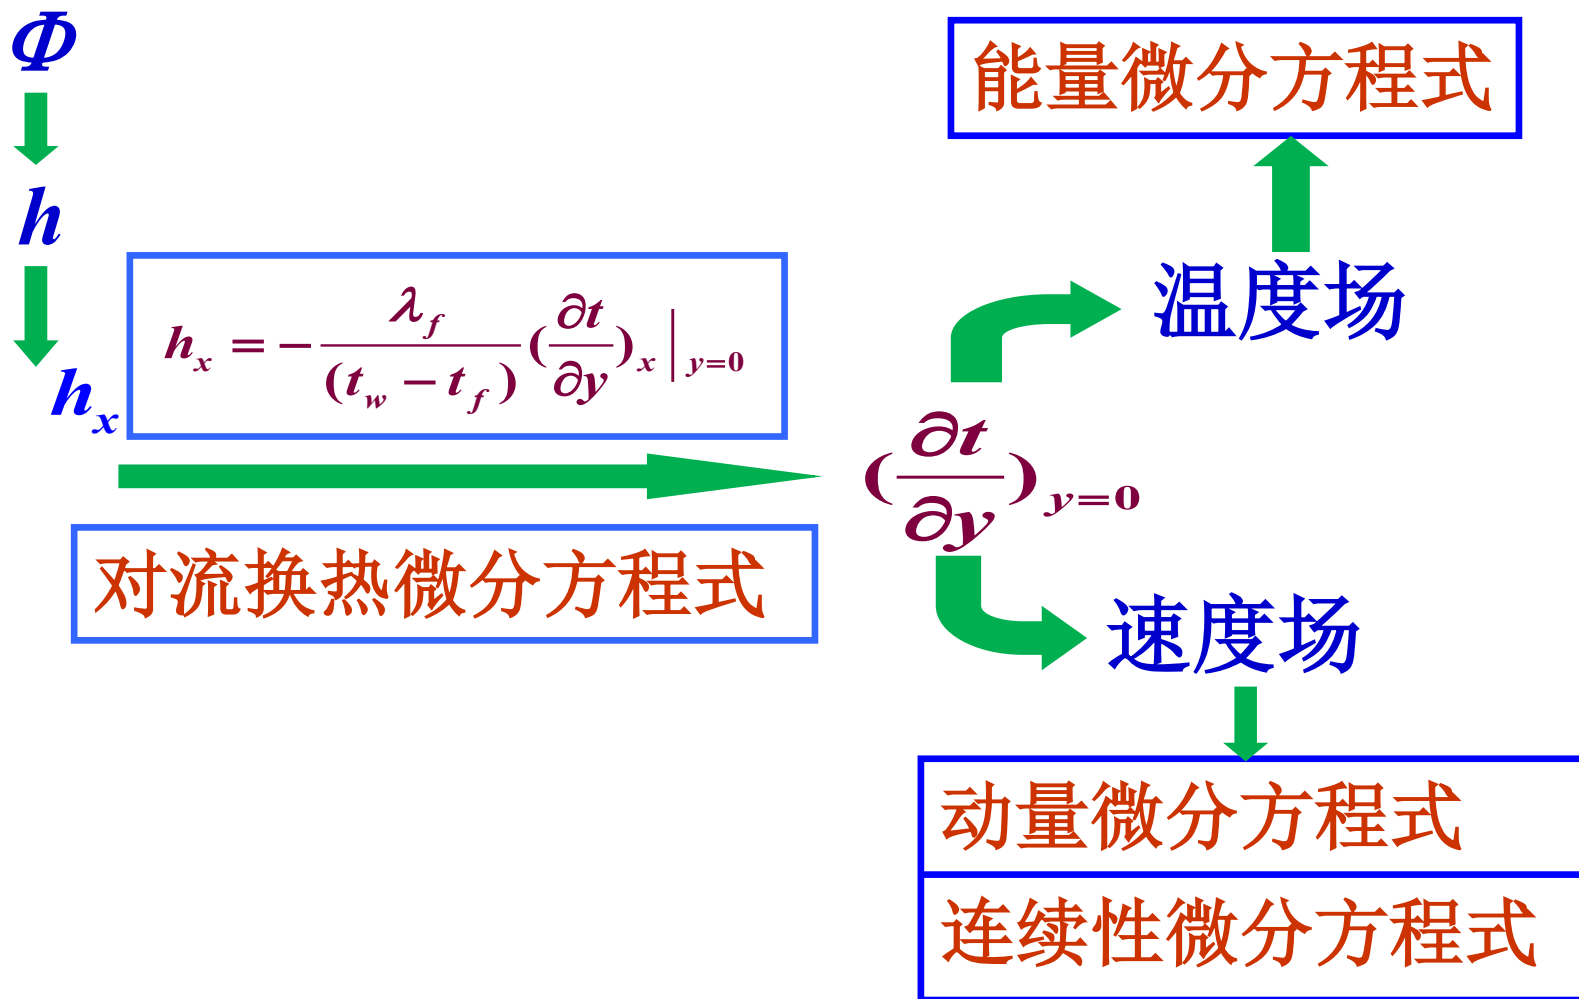 Φ
h
h_x
h_x = − λ_f / (t_w − t_f) (∂t/∂y)_x |_{y=0}
对流换热微分方程式
(∂t/∂y)_{y=0}
能量微分方程式
温度场
速度场
动量微分方程式
连续性微分方程式